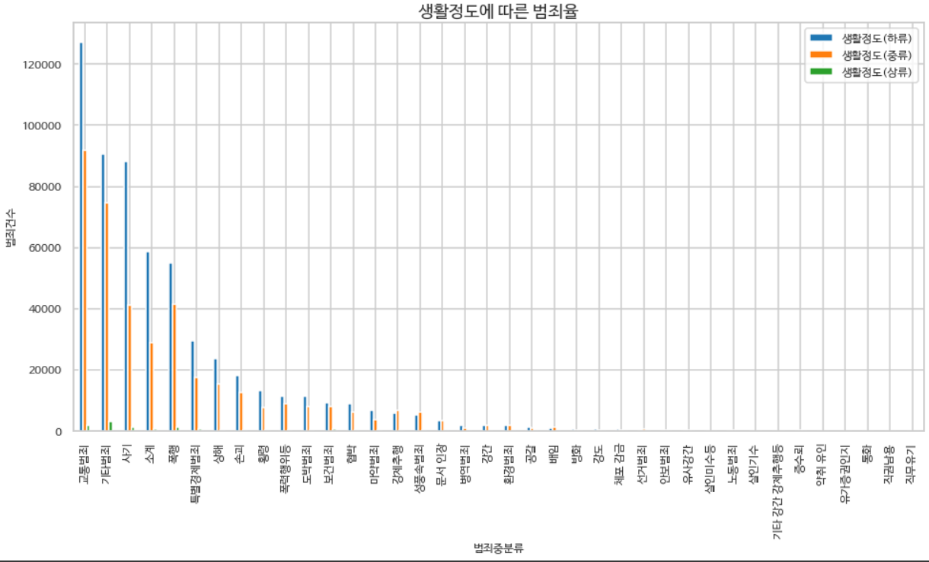 생활정도에 따른 범죄율
생활정도(하류)
생활정도(중류)
생활정도(상류)
범죄건수
120000
100000
80000
60000
40000
20000
0
교통범죄
기타범죄
사기
소계
폭행
특별경제범죄
상해
손괴
횡령
폭력행위등
도박범죄
보건범죄
협박
마약범죄
강제추행
성풍속범죄
문서 인장
병역범죄
강간
환경범죄
공갈
배임
방화
강도
체포 감금
선거범죄
안보범죄
유사강간
살인미수등
노동범죄
살인기수
기타 강간 강제추행등
증수뢰
약취 유인
유가증권인지
통화
직권남용
직무유기
범죄중분류